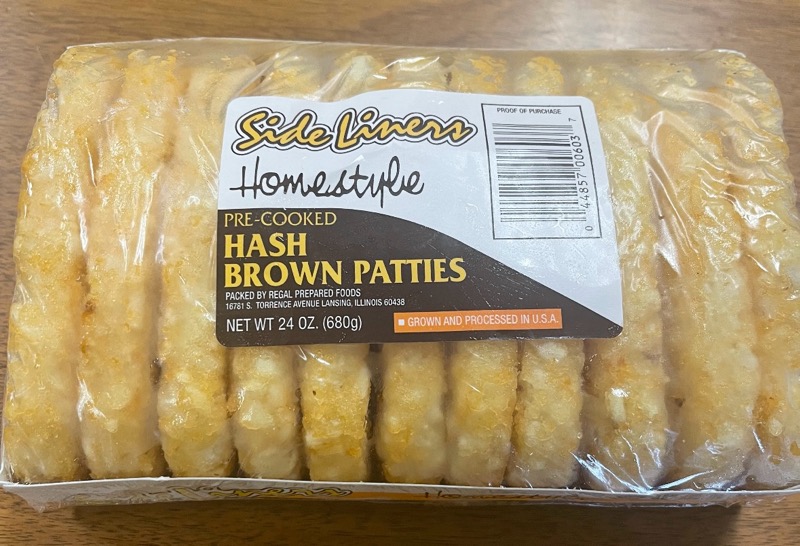 Side Liners
Homestyle
PRE-COOKED
HASH
BROWN PATTIES
PACKED BY REGAL PREPARED FOODS
16781 S. TORRENCE AVENUE LANSING, ILLINOIS 60438
NET WT 24 OZ. (680g)
GROWN AND PROCESSED IN U.S.A.
PROOF OF PURCHASE
0 44857 00603 7